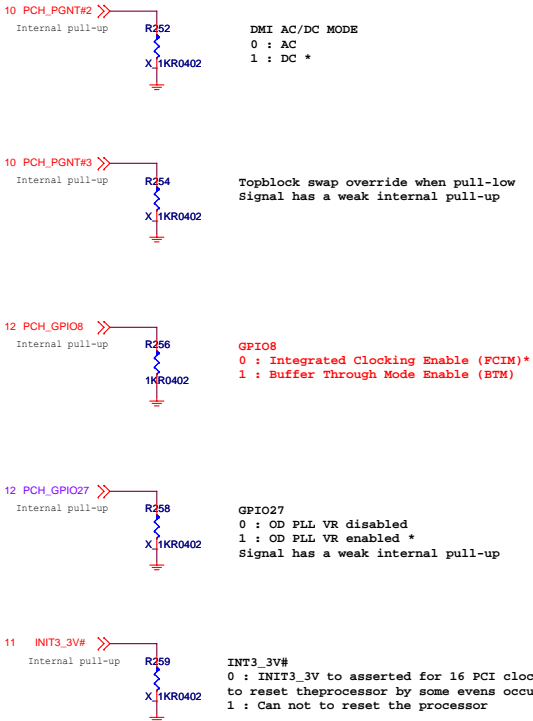 10 PCH_PGNT#2
Internal pull-up
R252
X_1KR0402
DMI AC/DC MODE
0 : AC
1 : DC *
10 PCH_PGNT#3
Internal pull-up
R254
X_1KR0402
Topblock swap override when pull-low
Signal has a weak internal pull-up
12 PCH_GPIO8
Internal pull-up
R256
1KR0402
GPIO8
0 : Integrated Clocking Enable (FCIM)*
1 : Buffer Through Mode Enable (BTM)
12 PCH_GPIO27
Internal pull-up
R258
X_1KR0402
GPIO27
0 : OD PLL VR disabled
1 : OD PLL VR enabled *
Signal has a weak internal pull-up
11 INIT3_3V#
Internal pull-up
R259
X_1KR0402
INT3_3V#
0 : INIT3_3V to asserted for 16 PCI cloc
to reset theprocessor by some evens occu
1 : Can not to reset the processor